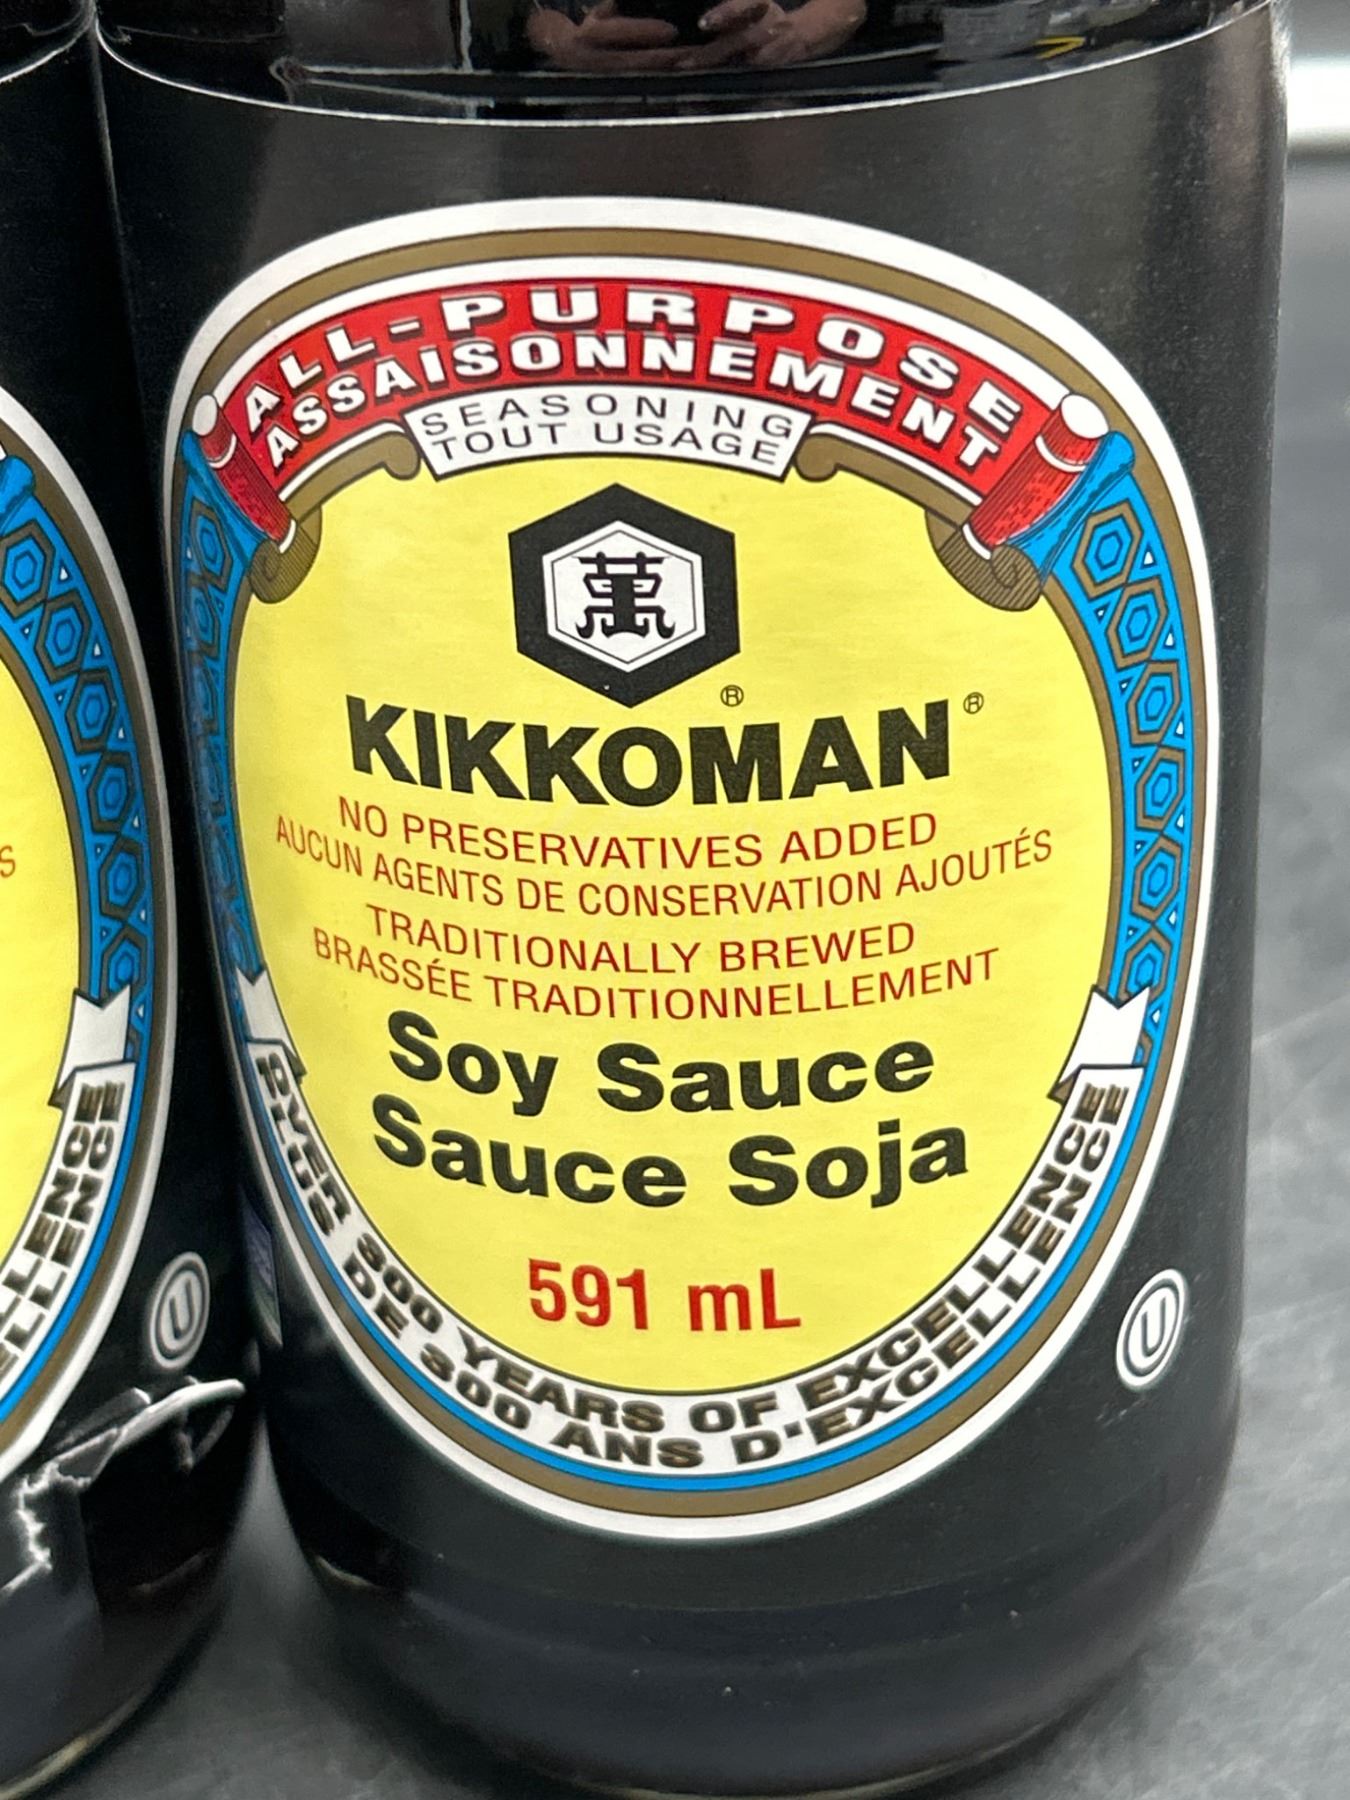 ALL-PURPOSE
ASSAISONNEMENT
SEASONING
TOUT USAGE
萬
KIKKOMAN®
®
NO PRESERVATIVES ADDED
AUCUN AGENTS DE CONSERVATION AJOUTÉS
TRADITIONALLY BREWED
BRASSÉE TRADITIONNELLEMENT
Soy Sauce
Sauce Soja
591 mL
OVER 300 YEARS OF EXCELLENCE
PLUS DE 300 ANS D'EXCELLENCE
U
S
U